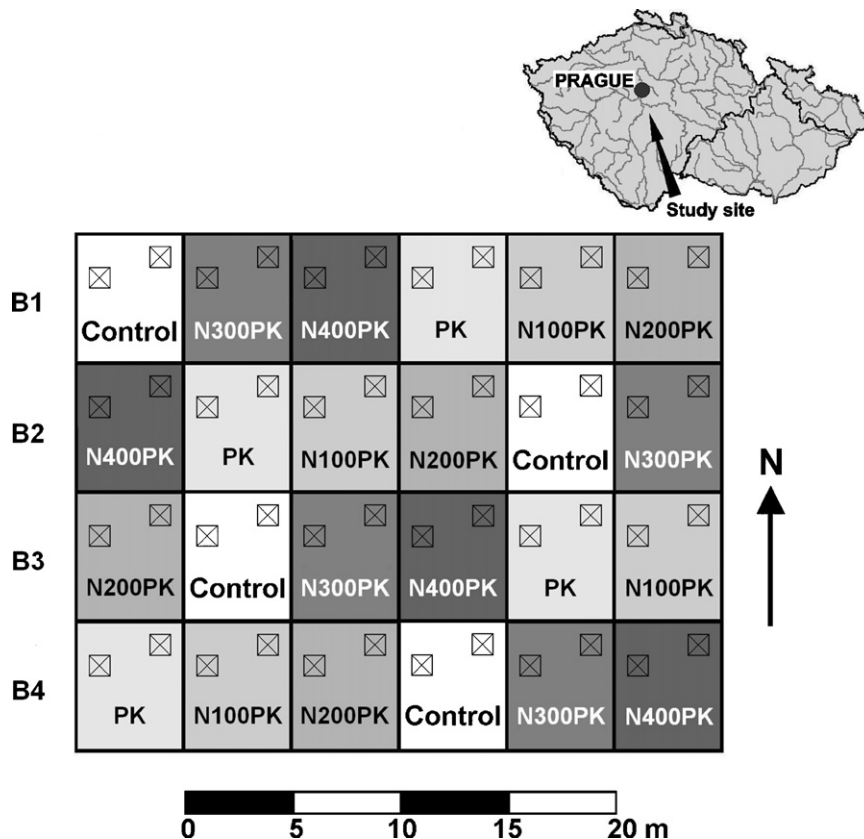 PRAGUE
Study site
B1
Control N300PK N400PK PK N100PK N200PK
B2
N400PK PK N100PK N200PK Control N300PK
N
B3
N200PK Control N300PK N400PK PK N100PK
B4
PK N100PK N200PK Control N300PK N400PK
0 5 10 15 20 m